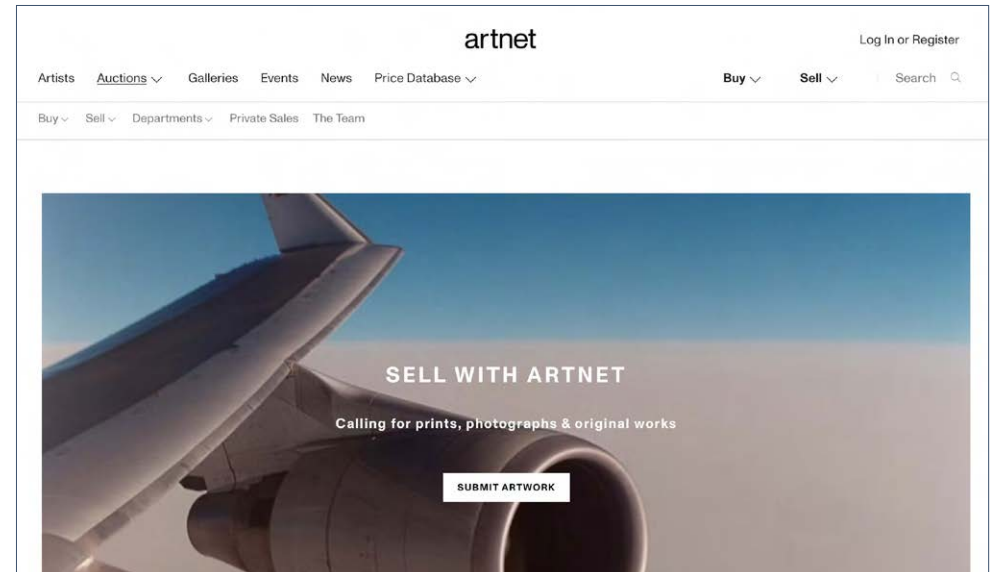 artnet
Log In or Register
Artists Auctions Galleries Events News Price Database Buy Sell Search
Buy Sell Departments Private Sales The Team
SELL WITH ARTNET
Calling for prints, photographs & original works
SUBMIT ARTWORK